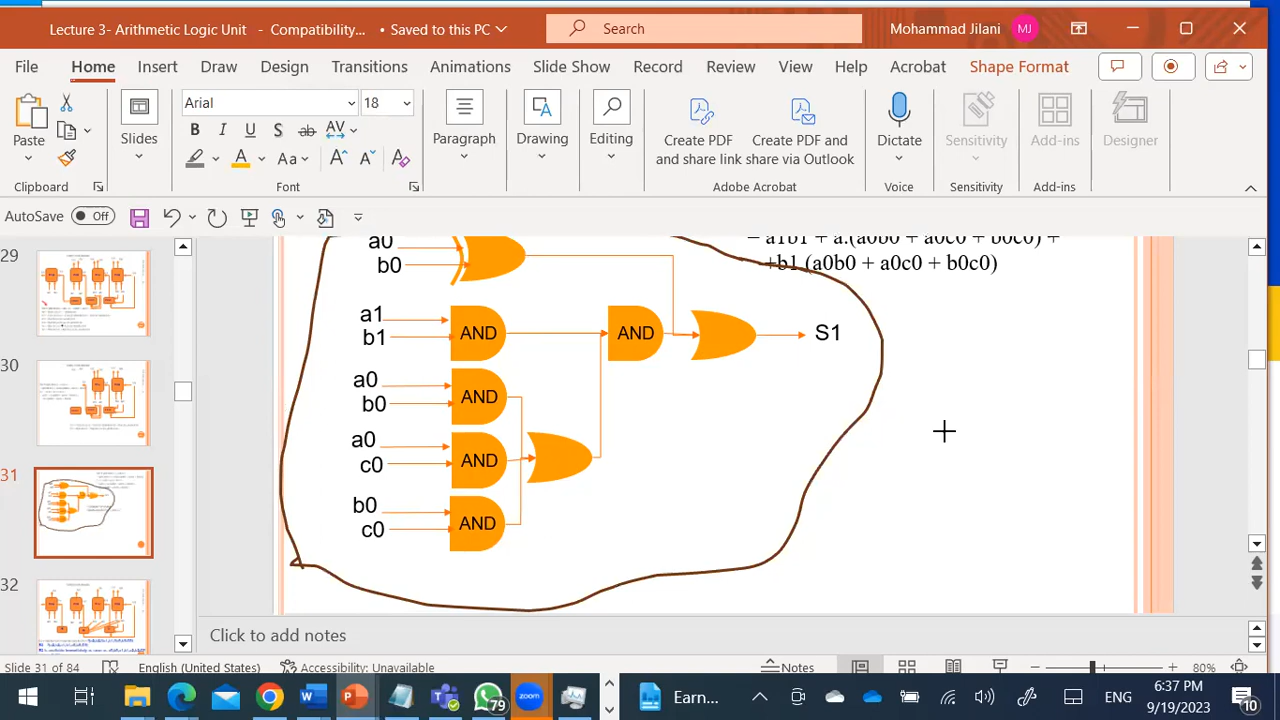 Lecture 3- Arithmetic Logic Unit - Compatibility... • Saved to this PC
Search
Mohammad Jilani
MJ
File Home Insert Draw Design Transitions Animations Slide Show Record Review View Help Acrobat Shape Format
Paste
Clipboard
Slides
Arial
18
B I U S ab AV
A Aa A A A
Font
Paragraph
Drawing
Editing
Create PDF and share link
Create PDF and share via Outlook
Adobe Acrobat
Dictate
Voice
Sensitivity
Sensitivity
Add-ins
Add-ins
Designer
AutoSave Off
29
30
31
32
a0
b0
a1
b1
AND
AND
S1
a0
b0
AND
a0
c0
AND
b0
c0
AND
= a1b1 + a.(a0b0 + a0c0 + b0c0) +
+b1 (a0b0 + a0c0 + b0c0)
Click to add notes
Slide 31 of 84
English (United States)
Accessibility: Unavailable
Notes
80%
79
zoom
Earn...
ENG
6:37 PM
9/19/2023
10